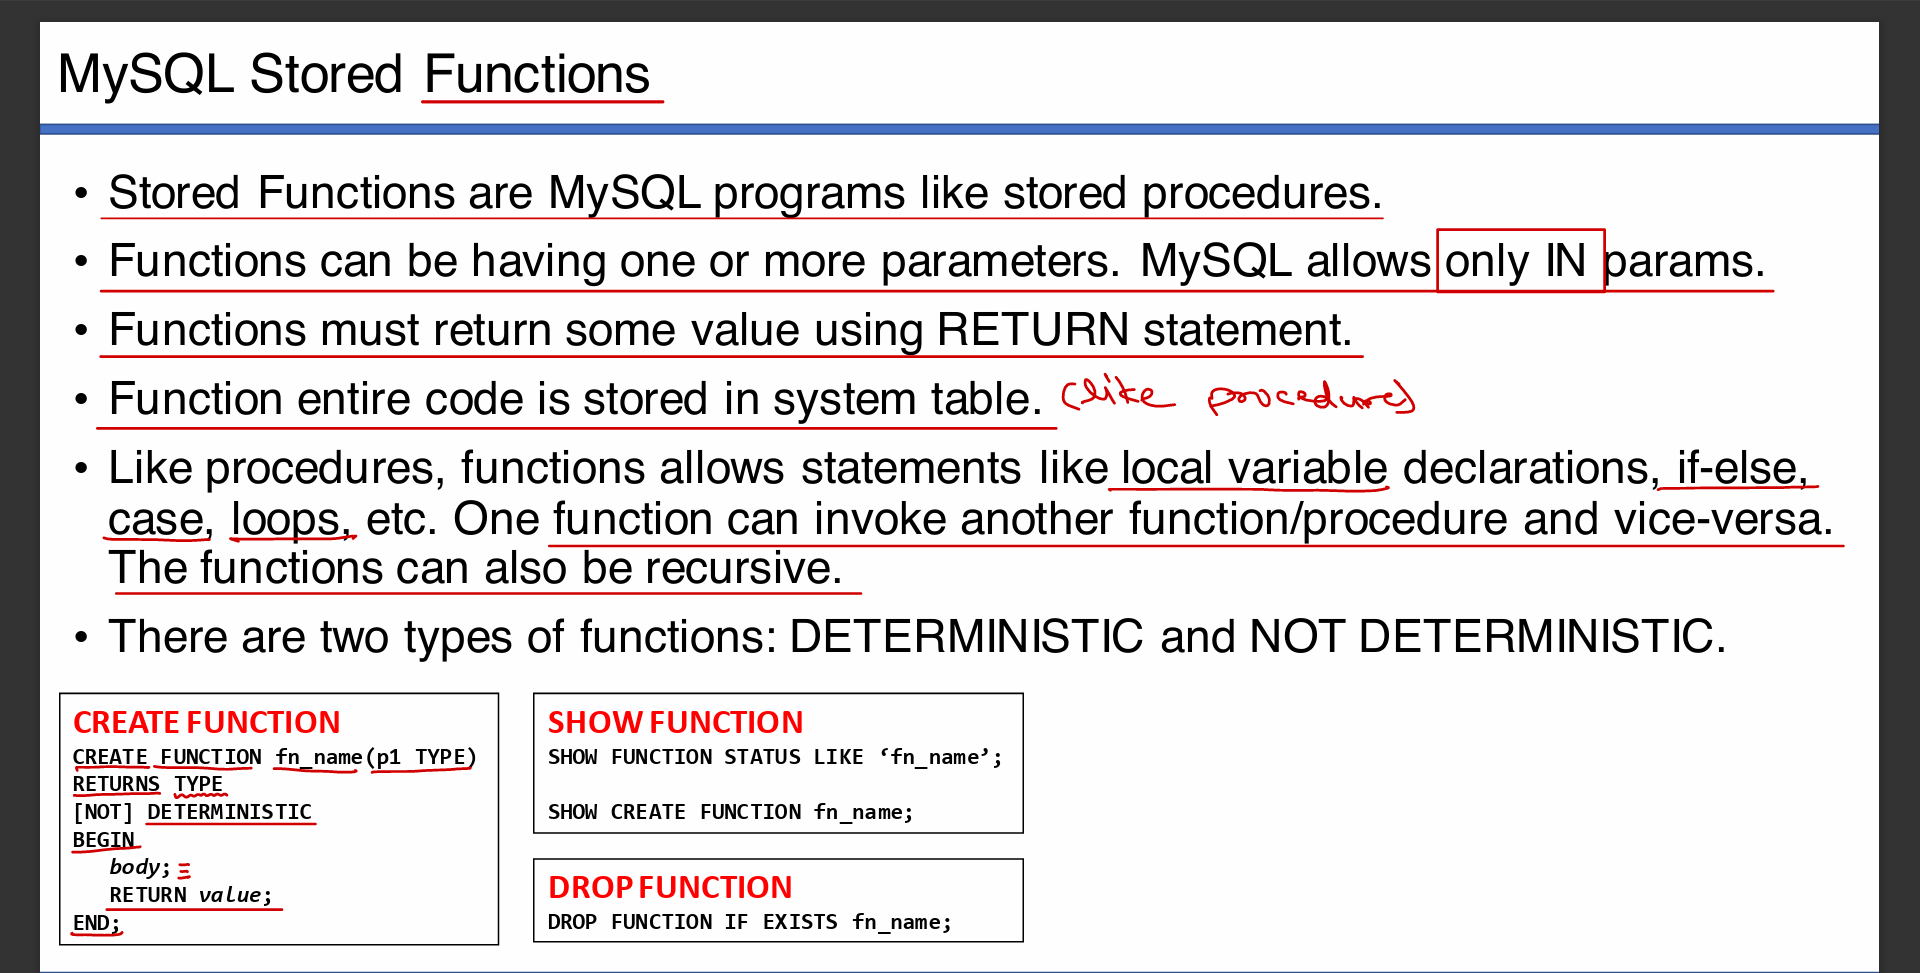 MySQL Stored Functions
• Stored Functions are MySQL programs like stored procedures.
• Functions can be having one or more parameters. MySQL allows only IN params.
• Functions must return some value using RETURN statement.
• Function entire code is stored in system table. (like procedures)
• Like procedures, functions allows statements like local variable declarations, if-else,
case, loops, etc. One function can invoke another function/procedure and vice-versa.
The functions can also be recursive.
• There are two types of functions: DETERMINISTIC and NOT DETERMINISTIC.
CREATE FUNCTION
CREATE FUNCTION fn_name(p1 TYPE)
RETURNS TYPE
[NOT] DETERMINISTIC
BEGIN
body;
RETURN value;
END;
SHOW FUNCTION
SHOW FUNCTION STATUS LIKE ‘fn_name’;
SHOW CREATE FUNCTION fn_name;
DROP FUNCTION
DROP FUNCTION IF EXISTS fn_name;